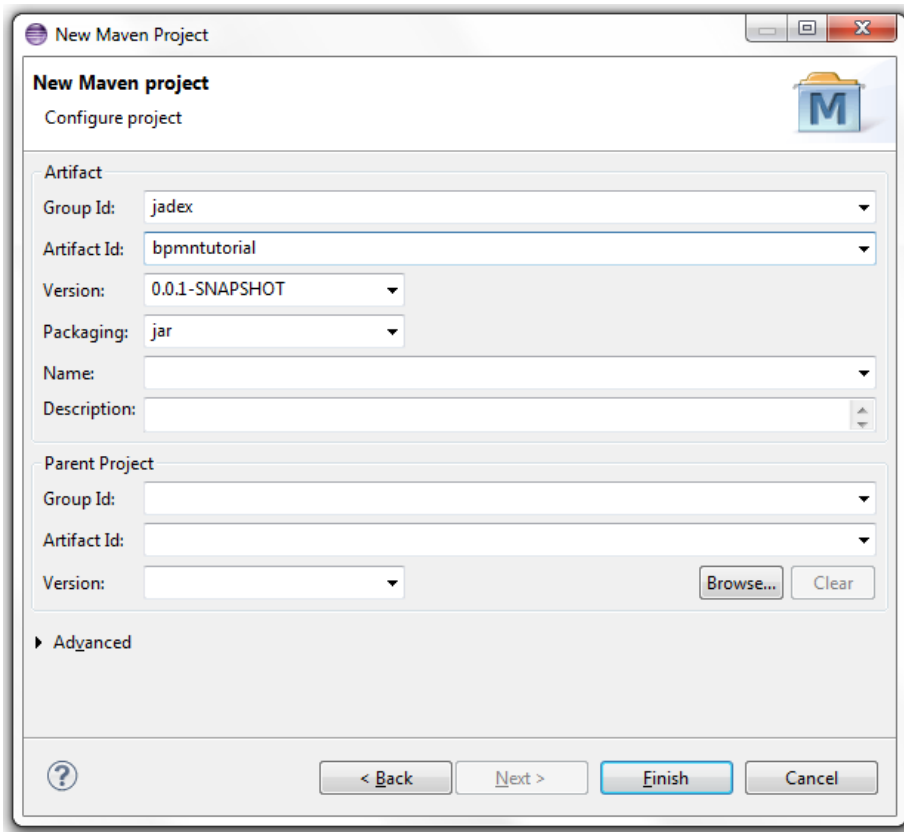 New Maven Project
New Maven project
Configure project
M
Artifact
Group Id: jadex
Artifact Id: bpmntutorial
Version: 0.0.1-SNAPSHOT
Packaging: jar
Name:
Description:
Parent Project
Group Id:
Artifact Id:
Version: Browse... Clear
Advanced
? < Back Next > Finish Cancel